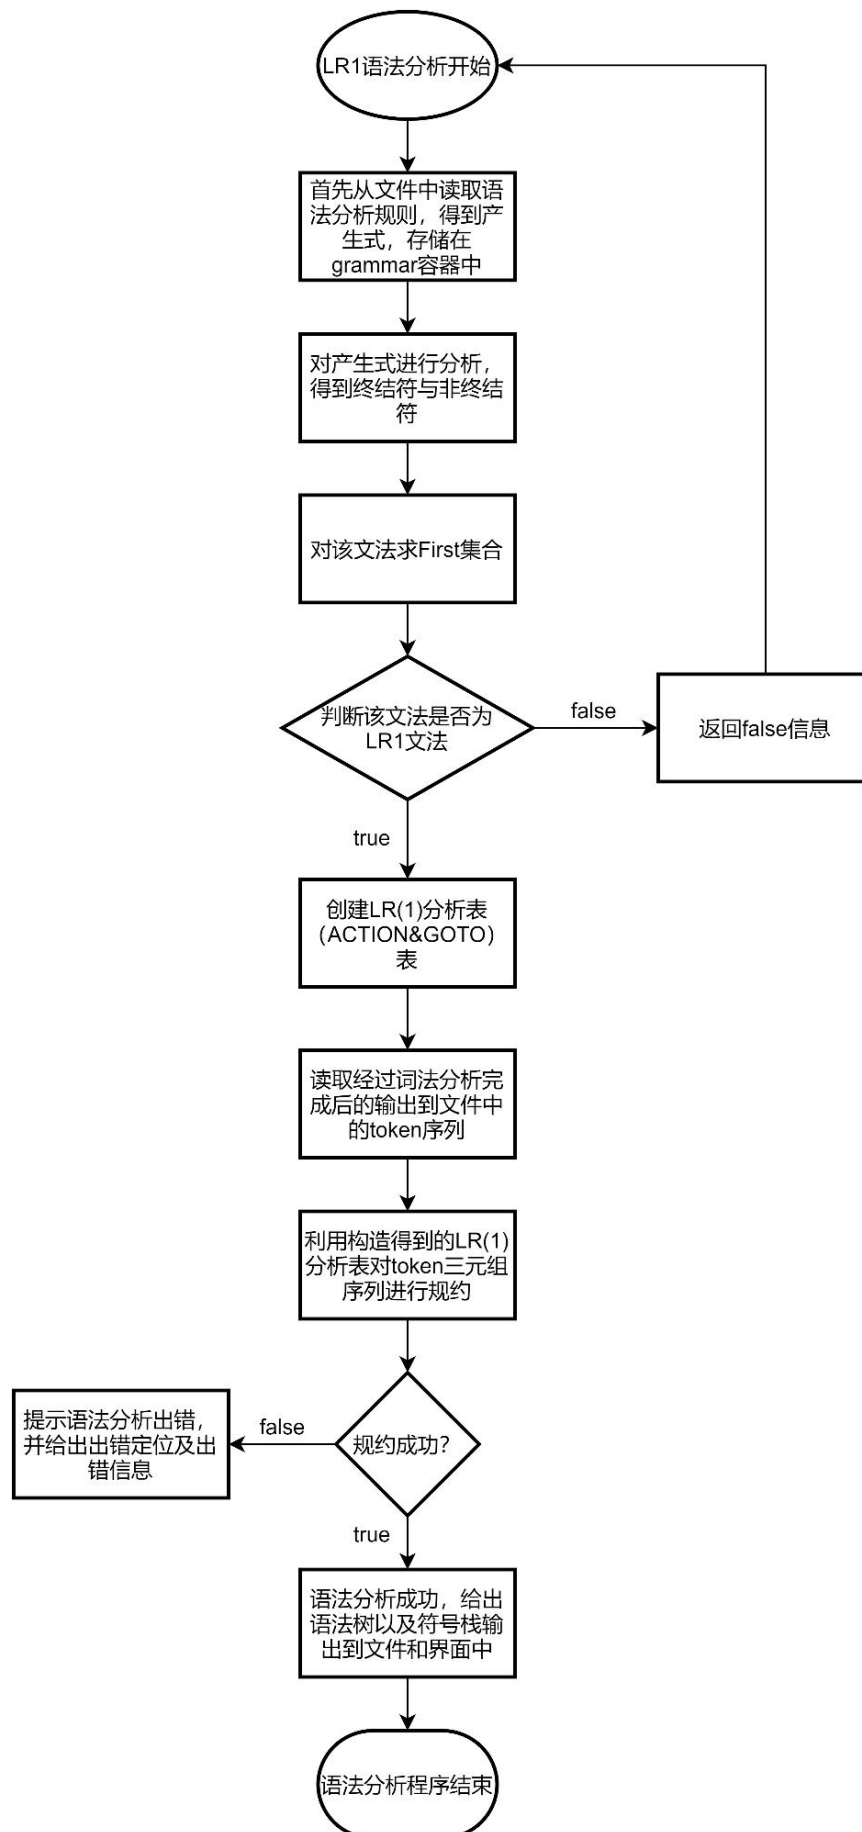 LR1语法分析开始
首先从文件中读取语
法分析规则，得到产
生式，存储在
grammar容器中
对产生式进行分析，
得到终结符与非终结
符
对该文法求First集合
判断该文法是否为
LR1文法
false
返回false信息
true
创建LR(1)分析表
（ACTION&GOTO）
表
读取经过词法分析完
成后的输出到文件中
的token序列
利用构造得到的LR(1)
分析表对token三元组
序列进行规约
规约成功？
false
提示语法分析出错，
并给出出错定位及出
错信息
true
语法分析成功，给出
语法树以及符号栈输
出到文件和界面中
语法分析程序结束